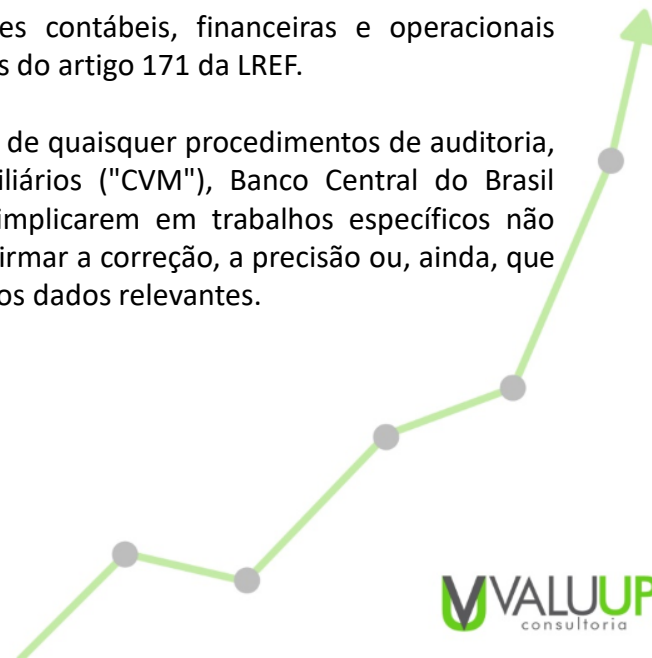 es contábeis, financeiras e operacionais
s do artigo 171 da LREF.
de quaisquer procedimentos de auditoria,
iliários ("CVM"), Banco Central do Brasil
implicarem em trabalhos específicos não
irmar a correção, a precisão ou, ainda, que
os dados relevantes.
VALUUP
consultoria